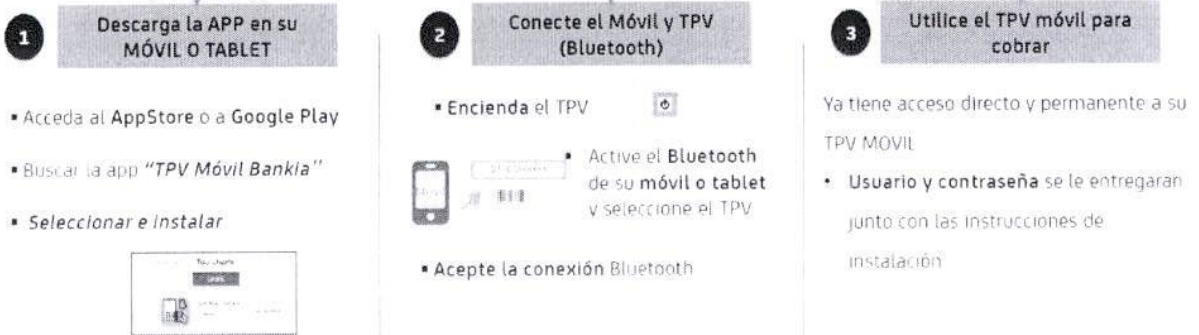 1
Descarga la APP en su
MÓVIL O TABLET
▪ Acceda al AppStore o a Google Play
▪ Buscar la app "TPV Móvil Bankia"
▪ Seleccionar e instalar
2
Conecte el Móvil y TPV
(Bluetooth)
▪ Encienda el TPV
▪ Active el Bluetooth
de su móvil o tablet
y seleccione el TPV
▪ Acepte la conexión Bluetooth
3
Utilice el TPV móvil para
cobrar
Ya tiene acceso directo y permanente a su
TPV MOVIL
• Usuario y contraseña se le entregaran
junto con las instrucciones de
instalación